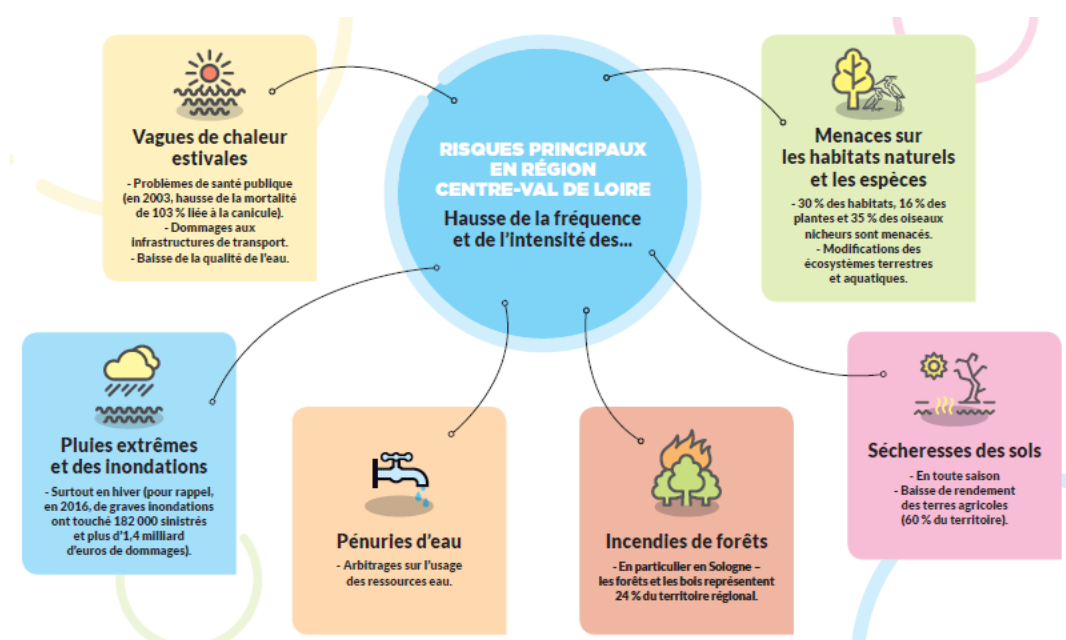 RISQUES PRINCIPAUX
EN RÉGION
CENTRE-VAL DE LOIRE
Hausse de la fréquence
et de l'intensité des...
Vagues de chaleur
estivales
- Problèmes de santé publique
(en 2003, hausse de la mortalité
de 103 % liée à la canicule).
- Dommages aux
infrastructures de transport.
- Baisse de la qualité de l'eau.
Menaces sur
les habitats naturels
et les espèces
- 30 % des habitats, 16 % des
plantes et 35 % des oiseaux
nicheurs sont menacés.
- Modifications des
écosystèmes terrestres
et aquatiques.
Pluies extrêmes
et des inondations
- Surtout en hiver (pour rappel,
en 2016, de graves inondations
ont touché 182 000 sinistrés
et plus d'1,4 milliard
d'euros de dommages).
Pénuries d'eau
- Arbitrages sur l'usage
des ressources eau.
Incendies de forêts
- En particulier en Sologne –
les forêts et les bois représentent
24 % du territoire régional.
Sécheresses des sols
- En toute saison
- Baisse de rendement
des terres agricoles
(60 % du territoire).